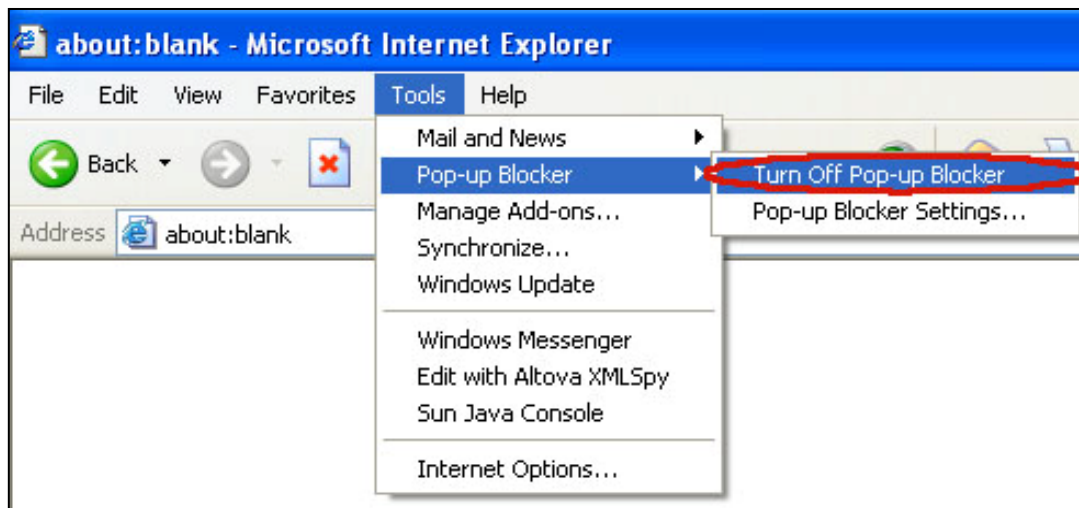 about:blank - Microsoft Internet Explorer
File Edit View Favorites Tools Help
Back
Address about:blank
Mail and News
Pop-up Blocker
Manage Add-ons...
Synchronize...
Windows Update
Windows Messenger
Edit with Altova XMLSpy
Sun Java Console
Internet Options...
Turn Off Pop-up Blocker
Pop-up Blocker Settings...